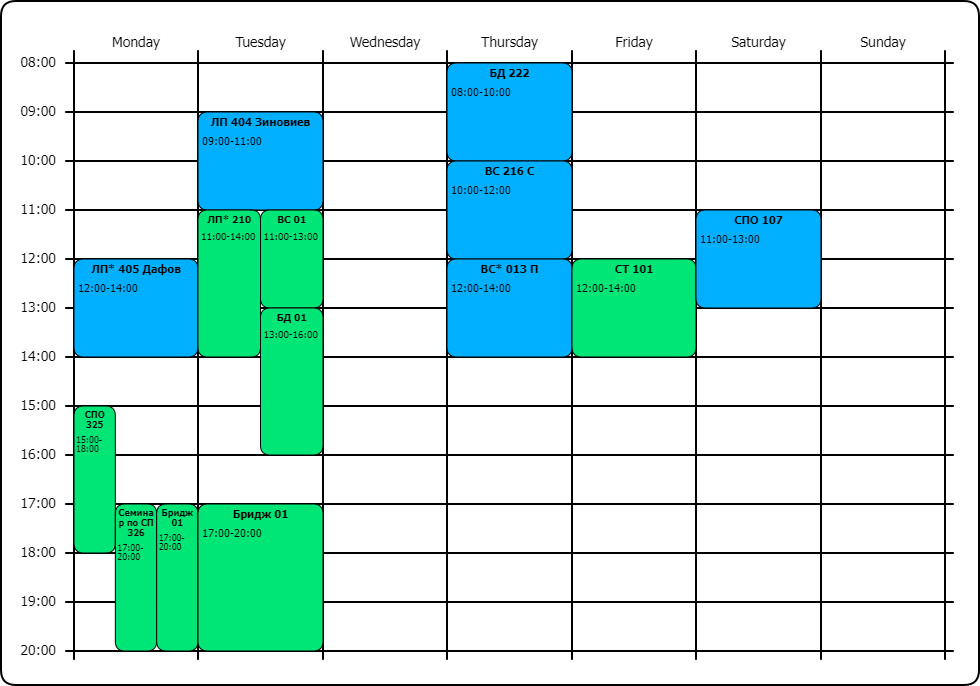 Monday Tuesday Wednesday Thursday Friday Saturday Sunday
08:00
09:00
10:00
11:00
12:00
13:00
14:00
15:00
16:00
17:00
18:00
19:00
20:00
ЛП* 405 Дафов
12:00-14:00
СПО
325
15:00-
18:00
Семина
р по СП
326
17:00-
20:00
Бридж
01
17:00-
20:00
ЛП 404 Зиновиев
09:00-11:00
ЛП* 210
11:00-14:00
ВС 01
11:00-13:00
БД 01
13:00-16:00
Бридж 01
17:00-20:00
БД 222
08:00-10:00
ВС 216 С
10:00-12:00
ВС* 013 П
12:00-14:00
СТ 101
12:00-14:00
СПО 107
11:00-13:00